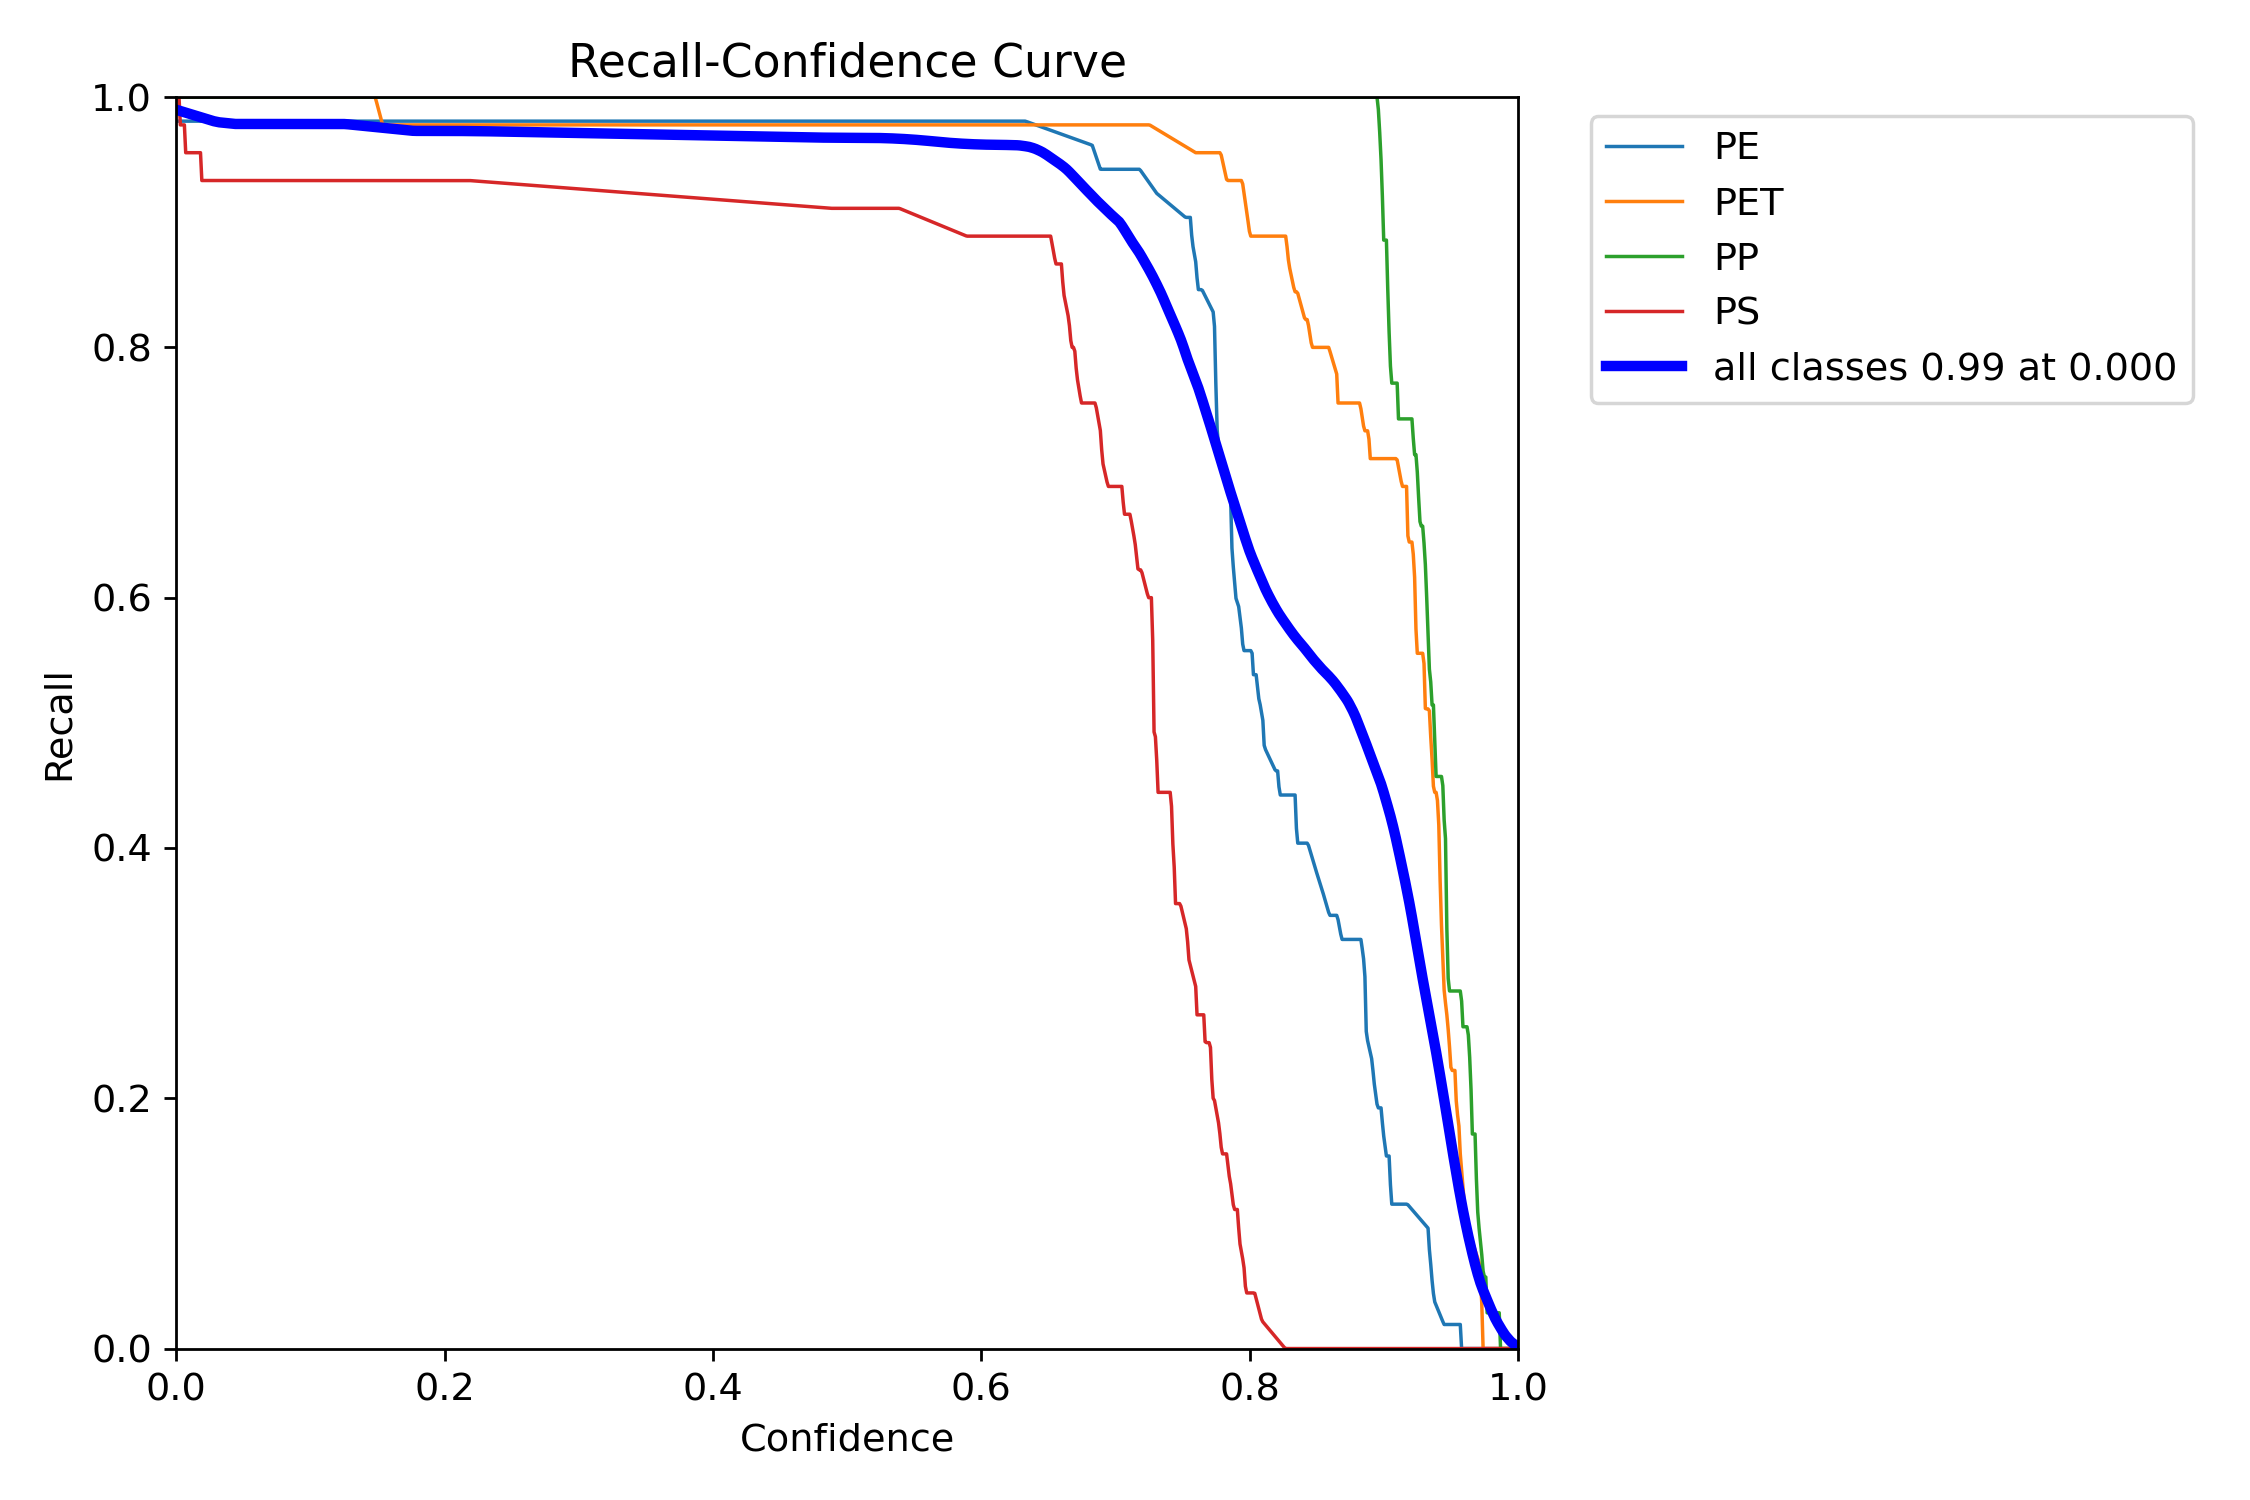 Recall-Confidence Curve
1.0
0.8
0.6
0.4
0.2
0.0
Recall
0.0 0.2 0.4 0.6 0.8 1.0
Confidence
PE
PET
PP
PS
all classes 0.99 at 0.000